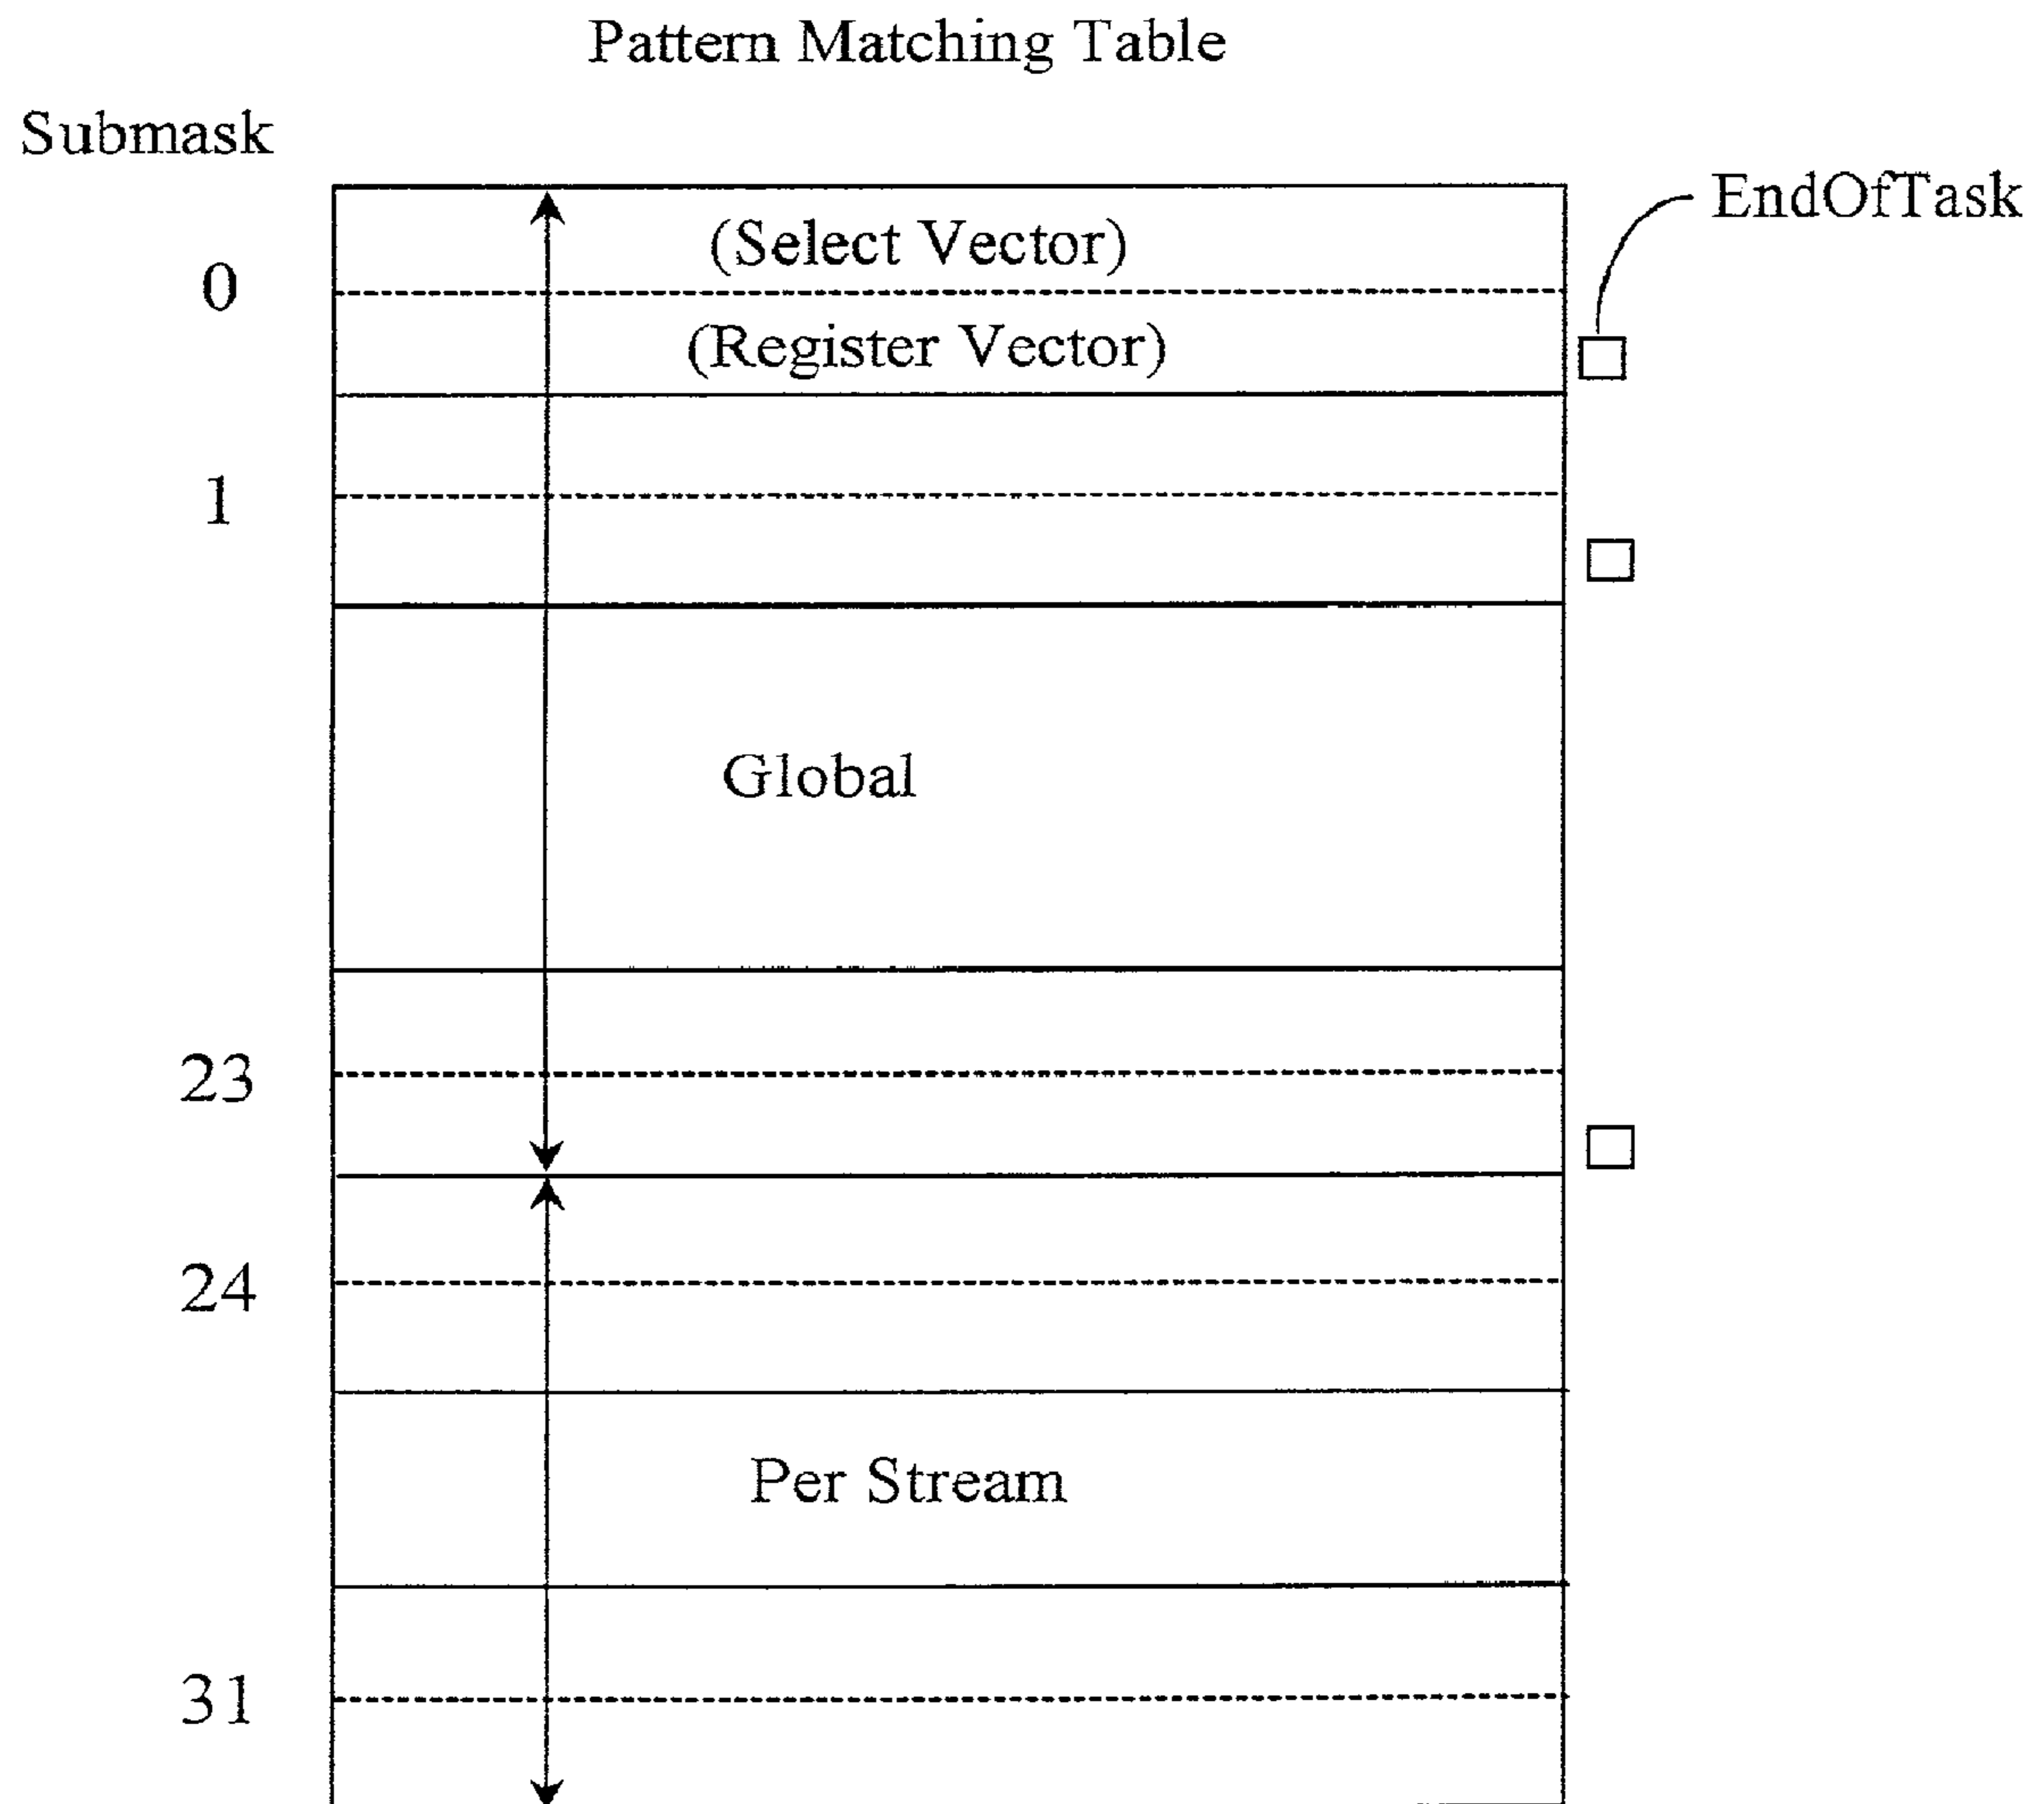 Pattern Matching Table
Submask
EndOfTask
(Select Vector)
0
(Register Vector)
1
Global
23
24
Per Stream
31